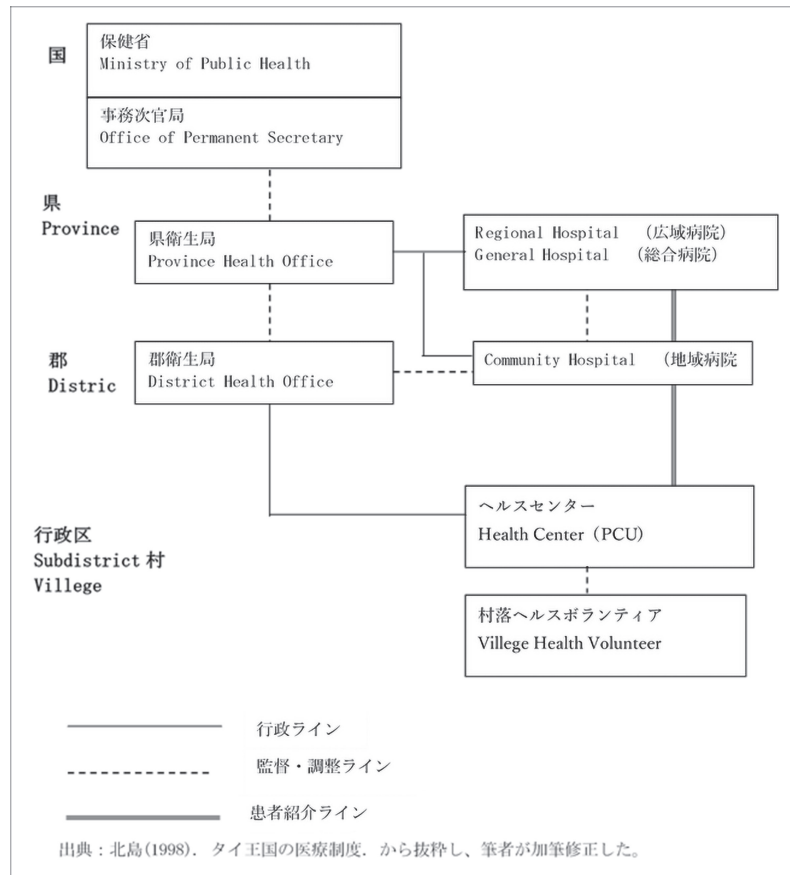 国
保健省
Ministry of Public Health
事務次官局
Office of Permanent Secretary
県
Province
県衛生局
Province Health Office
Regional Hospital （広域病院）
General Hospital （総合病院）
郡
Distric
郡衛生局
District Health Office
Community Hospital （地域病院
行政区
Subdistrict 村
Villege
ヘルスセンター
Health Center（PCU）
村落ヘルスボランティア
Villege Health Volunteer
行政ライン
監督・調整ライン
患者紹介ライン
出典：北島(1998). タイ王国の医療制度. から抜粋し、筆者が加筆修正した。